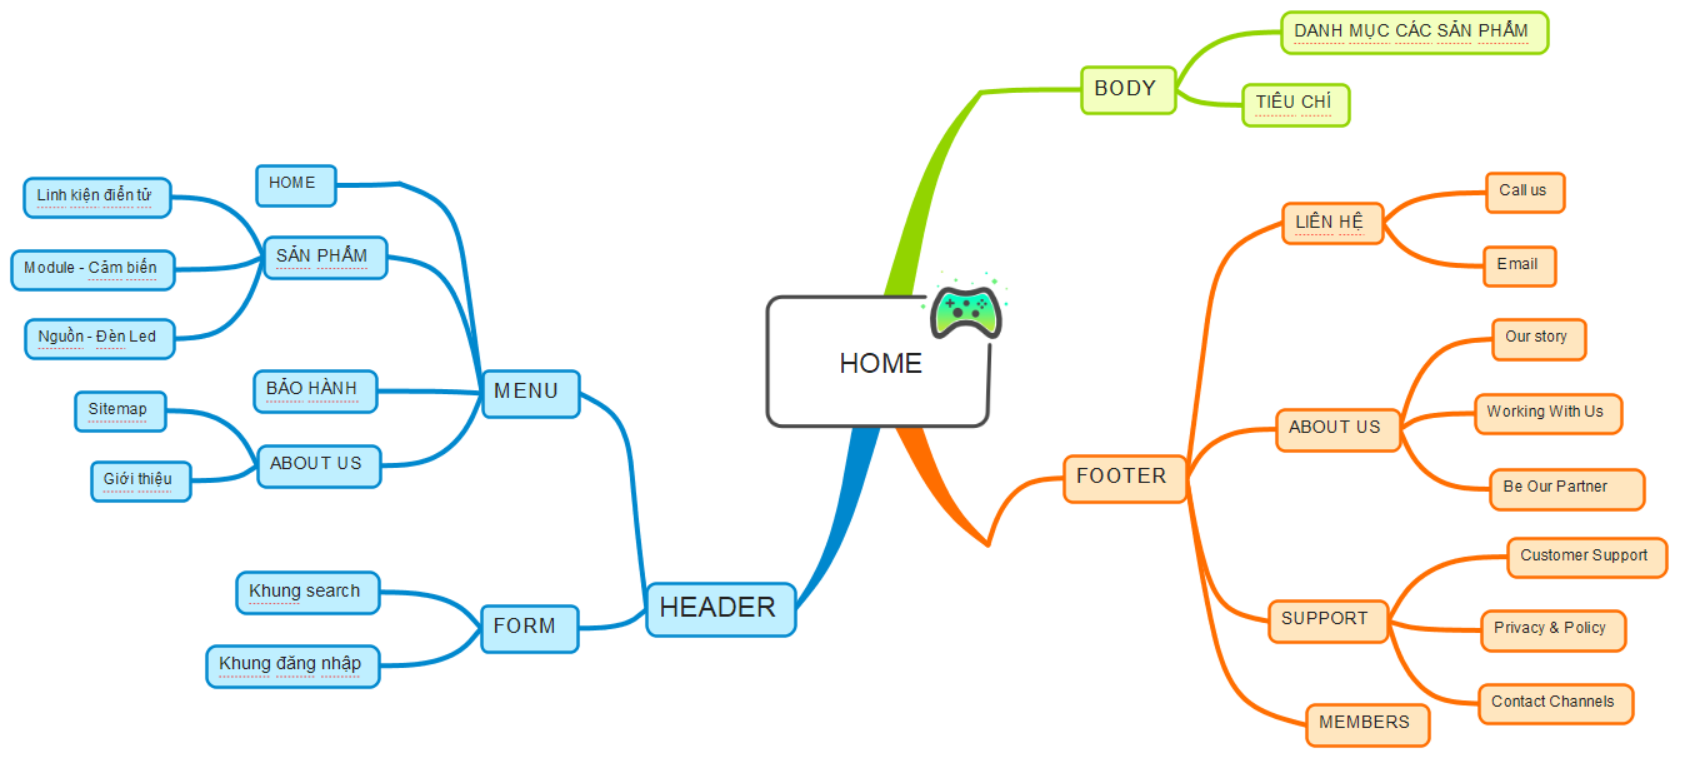 HOME
HEADER
MENU
HOME
SẢN PHẨM
Linh kiện điển tử
Module - Cảm biến
Nguồn - Đèn Led
BẢO HÀNH
ABOUT US
Sitemap
Giới thiệu
FORM
Khung search
Khung đăng nhập
BODY
DANH MỤC CÁC SẢN PHẨM
TIÊU CHÍ
FOOTER
LIÊN HỆ
Call us
Email
ABOUT US
Our story
Working With Us
Be Our Partner
SUPPORT
Customer Support
Privacy & Policy
Contact Channels
MEMBERS